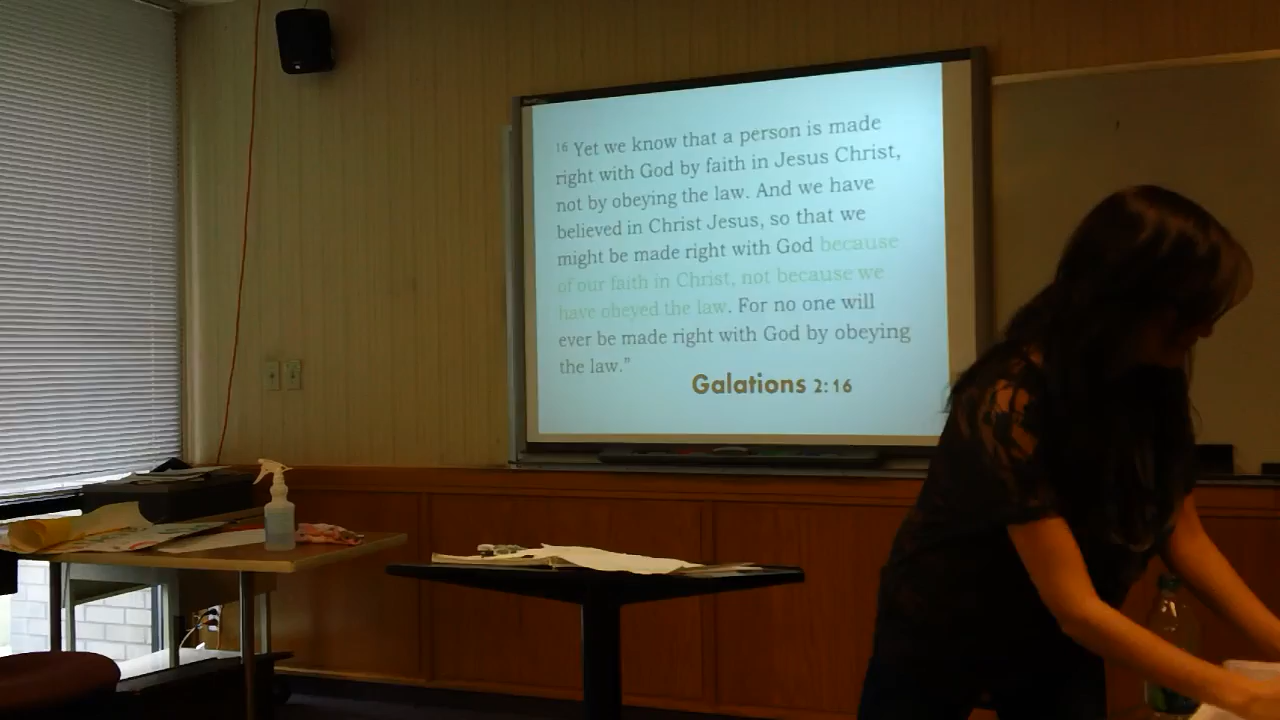 16 Yet we know that a person is made
right with God by faith in Jesus Christ,
not by obeying the law. And we have
believed in Christ Jesus, so that we
might be made right with God because
of our faith in Christ, not because we
have obeyed the law. For no one will
ever be made right with God by obeying
the law.”
Galations 2:16